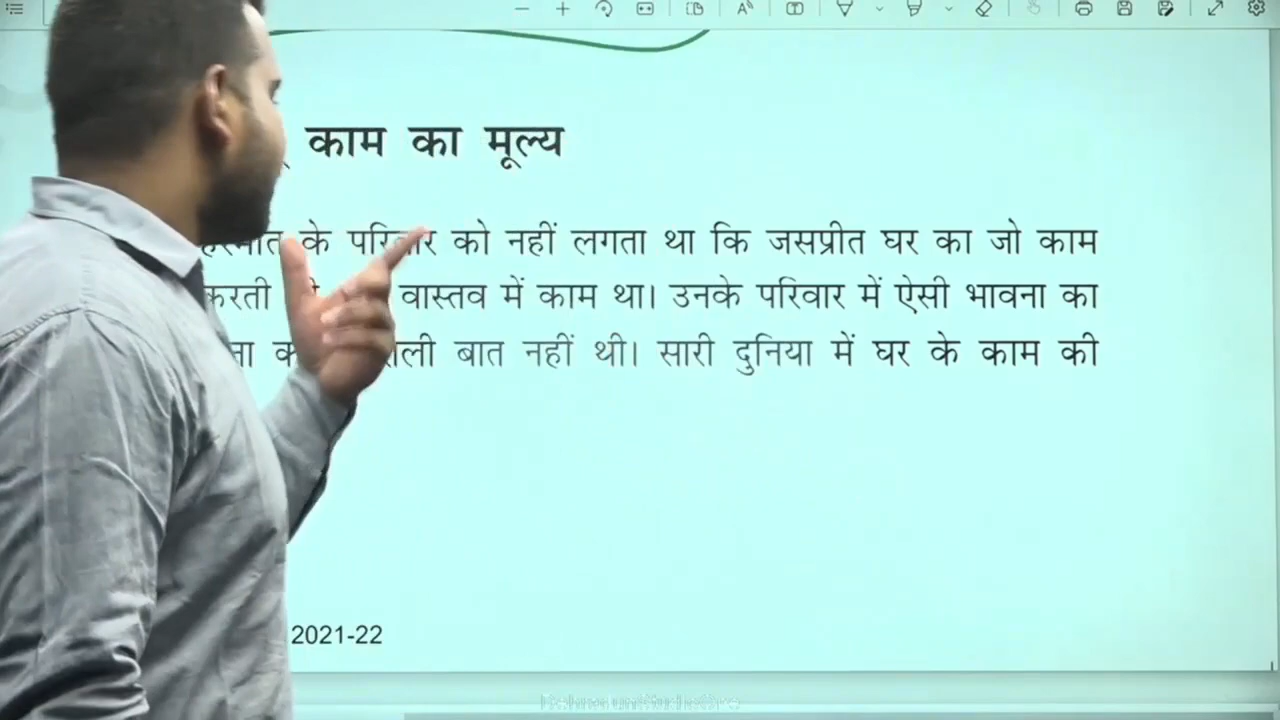 काम का मूल्य
के परिवार को नहीं लगता था कि जसप्रीत घर का जो काम
करती वास्तव में काम था। उनके परिवार में ऐसी भावना का
बात नहीं थी। सारी दुनिया में घर के काम की
2021-22